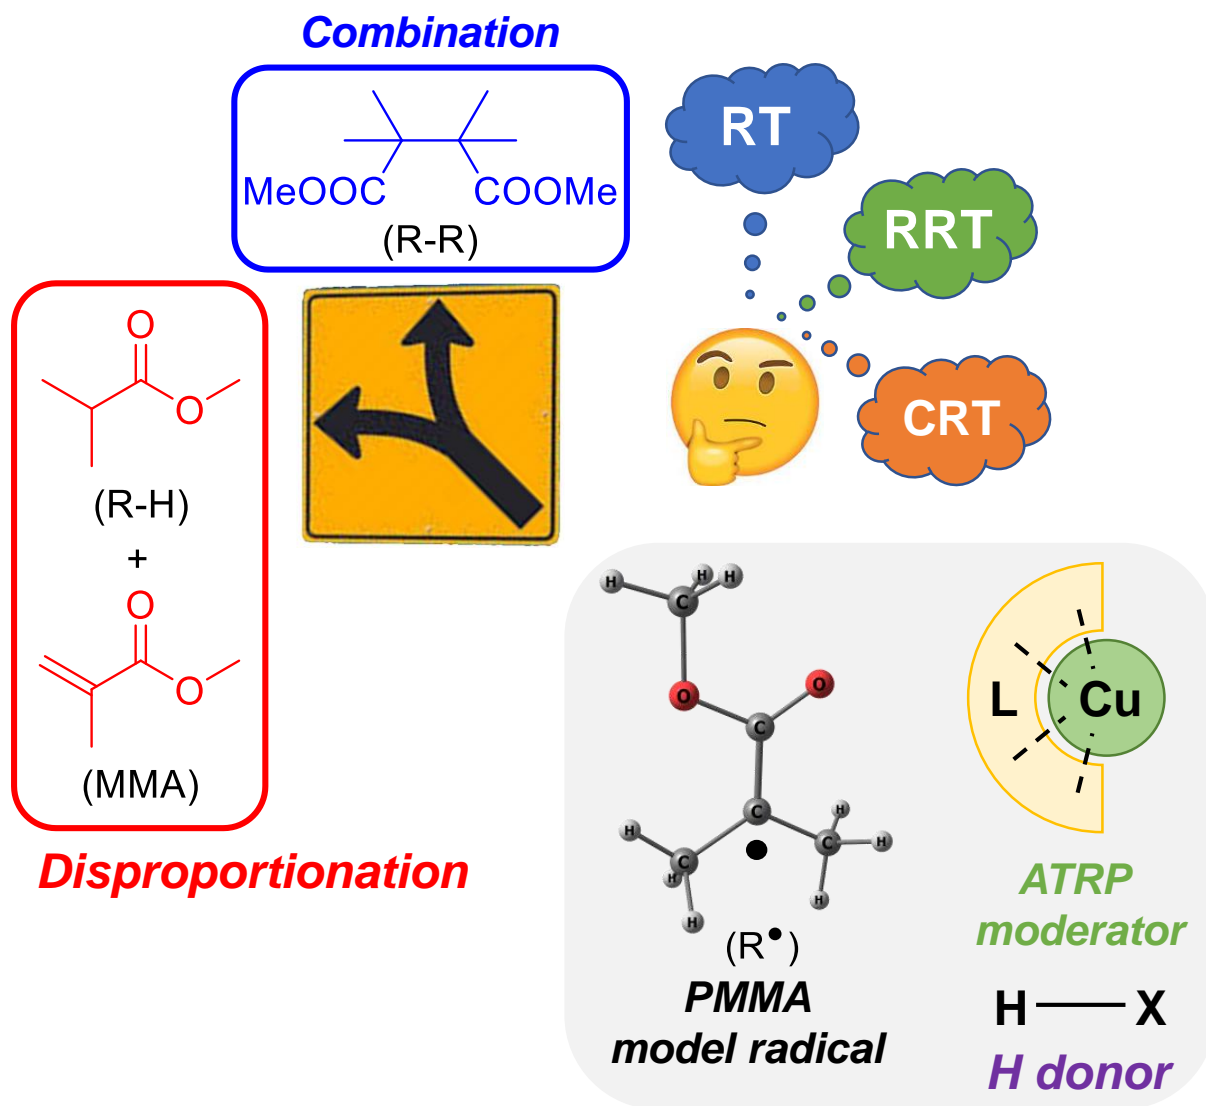 Combination
MeOOC
COOMe
(R-R)
RT
RRT
CRT
O
O
(R-H)
+
O
O
(MMA)
Disproportionation
H
H
H
C
O
O
C
C
H
H
C
H
C
H
H
H
(R•)
PMMA
model radical
L
Cu
ATRP
moderator
H
X
H donor